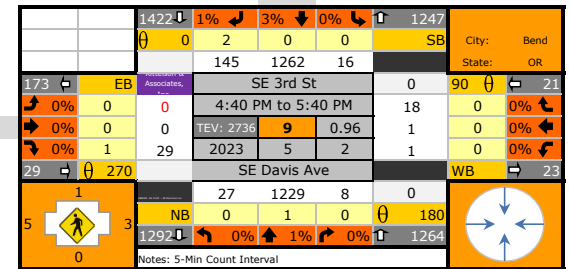 1422 1% 3% 0% 1247
θ 0 2 0 0 SB City: Bend
145 1262 16 State: OR
173 EB Associates, SE 3rd St 0 90 θ 21
0% 0 0 4:40 PM to 5:40 PM 18 0 0%
0% 0 0 TEV: 2736 9 0.96 1 0 0%
0% 1 29 2023 5 2 1 0 0%
29 θ 270 SE Davis Ave WB 23
1 27 1229 8 0
5 3 NB 0 1 0 θ 180
1292 0% 1% 0% 1264
0 Notes: 5-Min Count Interval